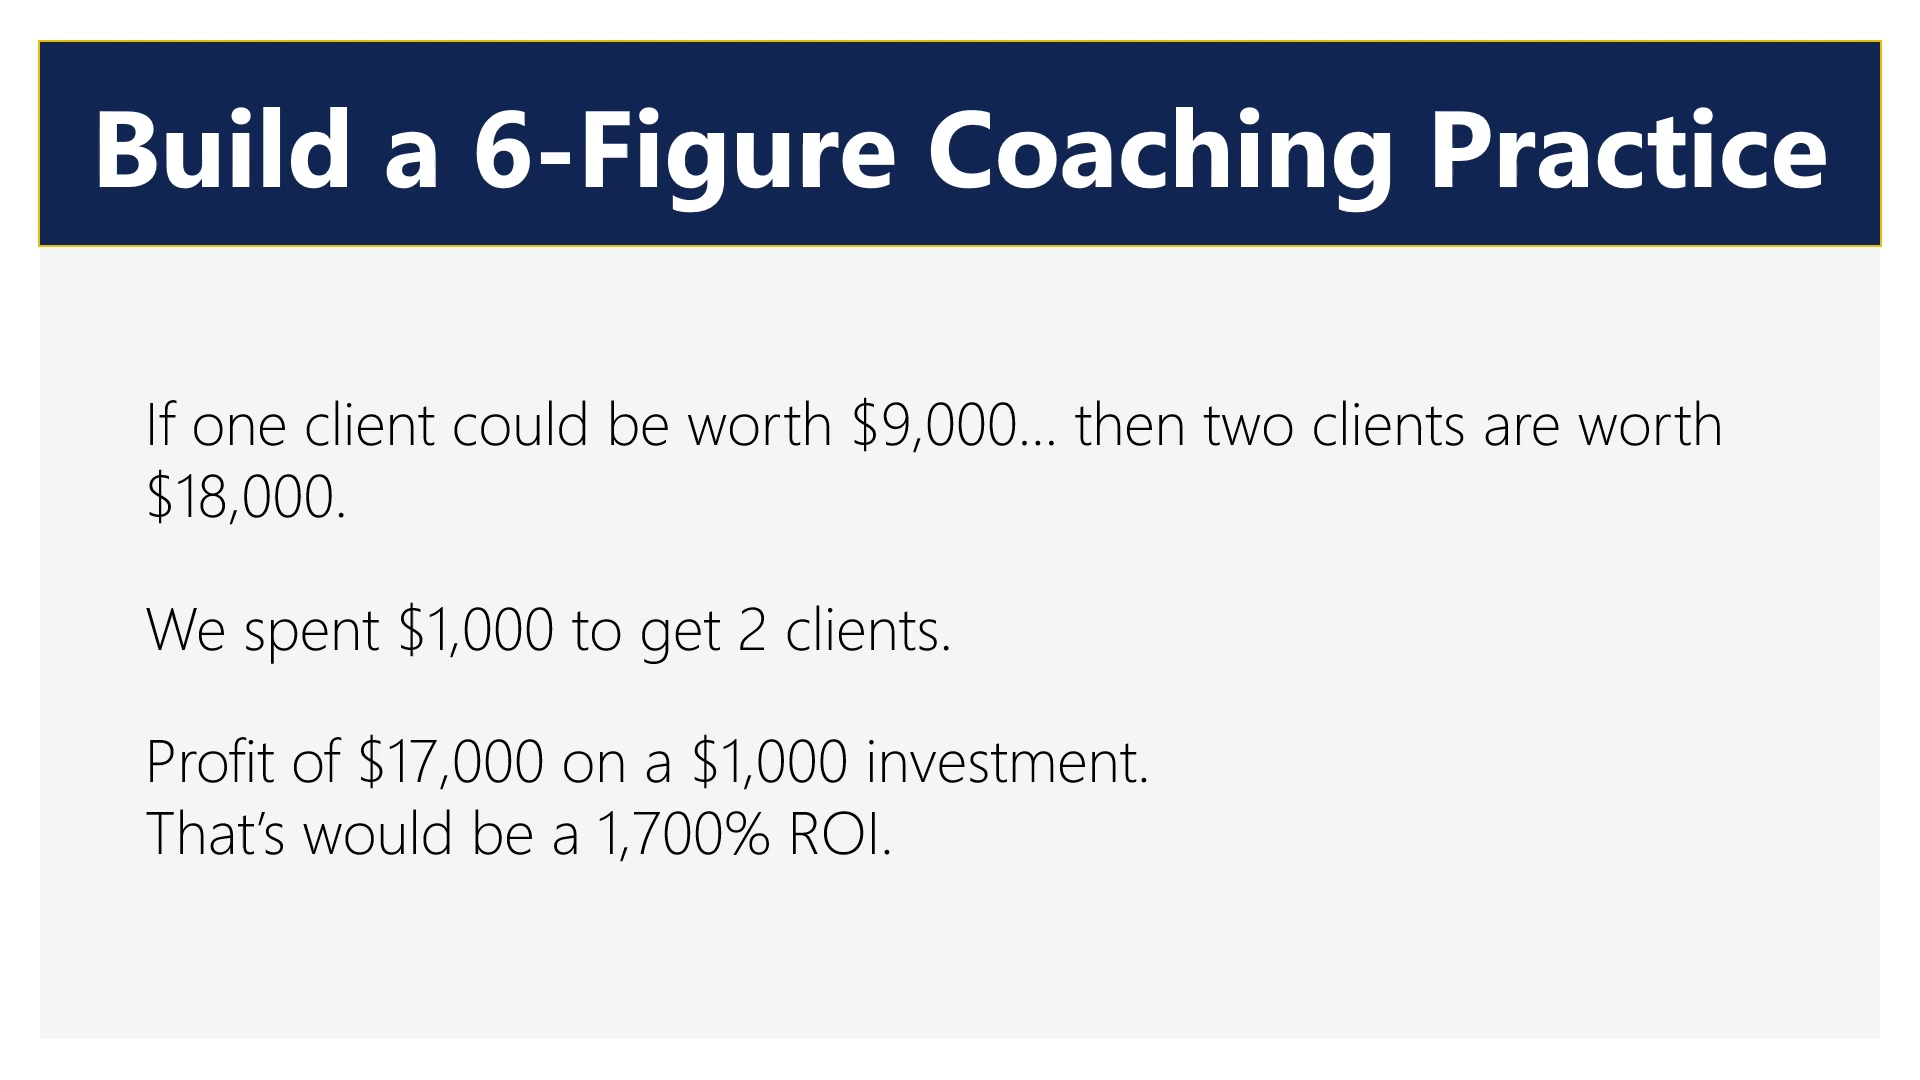 Build a 6-Figure Coaching Practice
If one client could be worth $9,000... then two clients are worth
$18,000.
We spent $1,000 to get 2 clients.
Profit of $17,000 on a $1,000 investment.
That’s would be a 1,700% ROI.